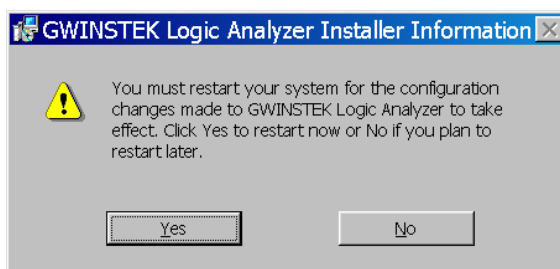 GWINSTEK Logic Analyzer Installer Information
You must restart your system for the configuration
changes made to GWINSTEK Logic Analyzer to take
effect. Click Yes to restart now or No if you plan to
restart later.
Yes
No